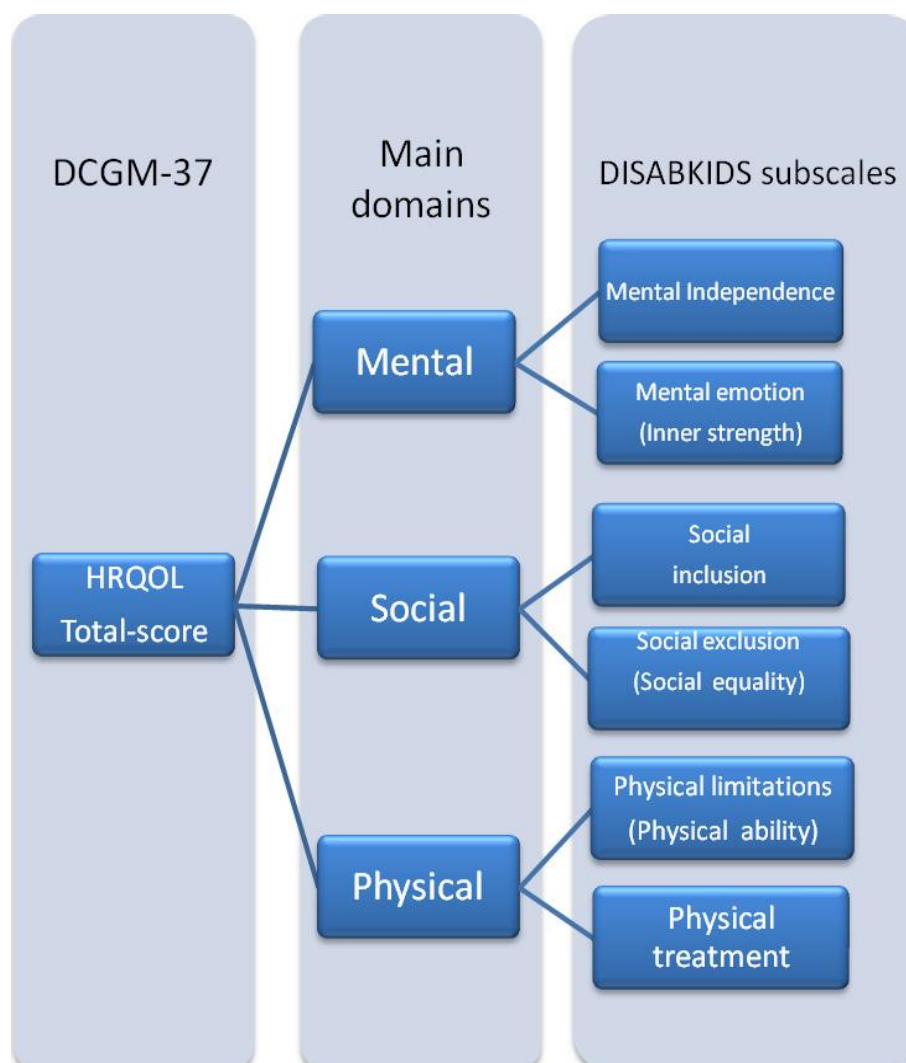 DCGM-37
Main
domains
DISABKIDS subscales
HRQOL
Total-score
Mental
Social
Physical
Mental Independence
Mental emotion
(Inner strength)
Social
inclusion
Social exclusion
(Social equality)
Physical limitations
(Physical ability)
Physical
treatment